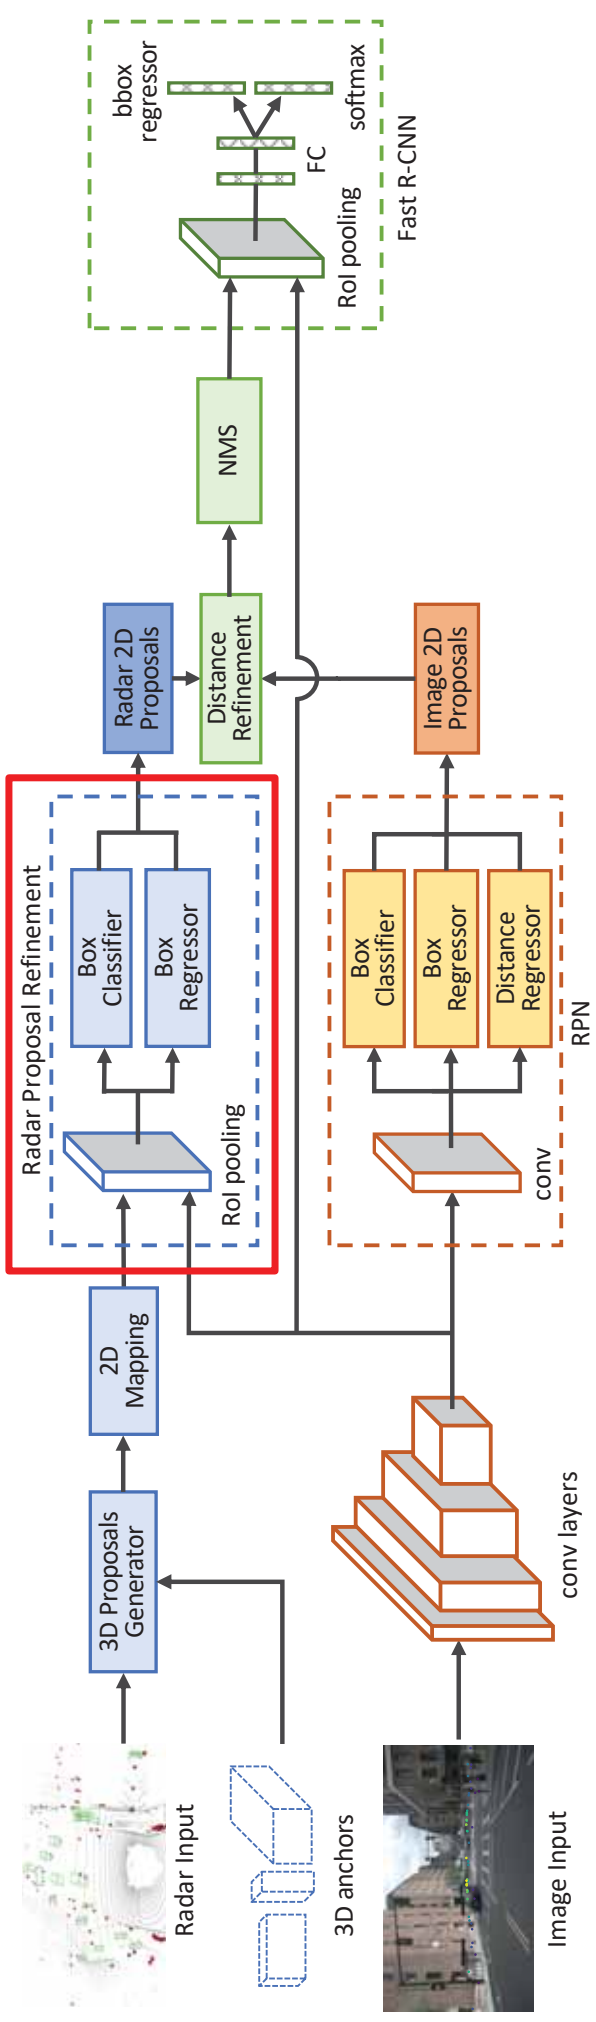 Radar Input
3D anchors
Image Input
3D Proposals
Generator
2D
Mapping
conv layers
Radar Proposal Refinement
RoI pooling
Box
Classifier
Box
Regressor
conv
Box
Classifier
Box
Regressor
Distance
Regressor
RPN
Radar 2D
Proposals
Distance
Refinement
Image 2D
Proposals
NMS
RoI pooling
FC
bbox
regressor
softmax
Fast R-CNN